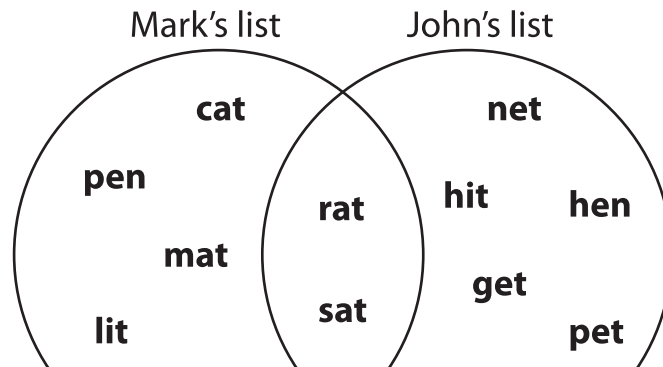 Mark's list
John's list
cat
net
pen
hit
hen
rat
mat
get
sat
lit
pet